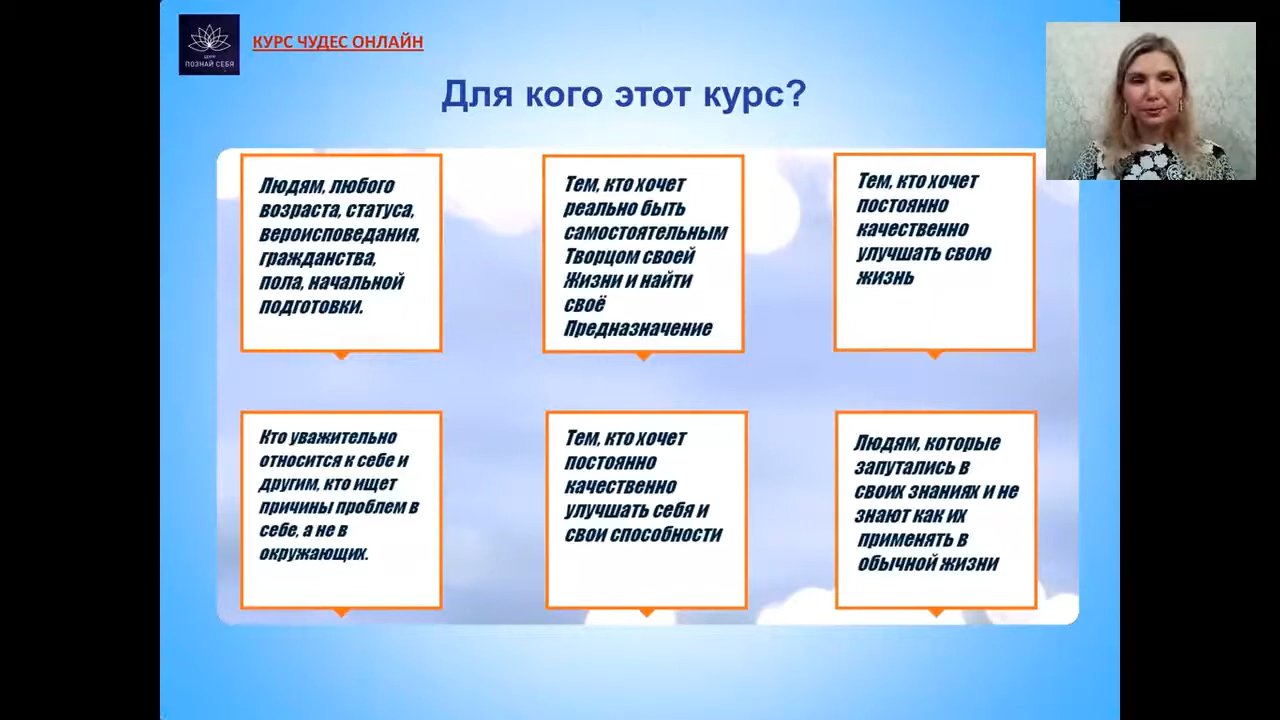 ЦЕНТР
ПОЗНАЙ СЕБЯ
КУРС ЧУДЕС ОНЛАЙН
Для кого этот курс?
Людям, любого
возраста, статуса,
вероисповедания,
гражданства,
пола, начальной
подготовки.
Тем, кто хочет
реально быть
самостоятельным
Творцом своей
Жизни и найти
своё
Предназначение
Тем, кто хочет
постоянно
качественно
улучшать свою
жизнь
Кто уважительно
относится к себе и
другим, кто ищет
причины проблем в
себе, а не в
окружающих.
Тем, кто хочет
постоянно
качественно
улучшать себя и
свои способности
Людям, которые
запутались в
своих знаниях и не
знают как их
применять в
обычной жизни